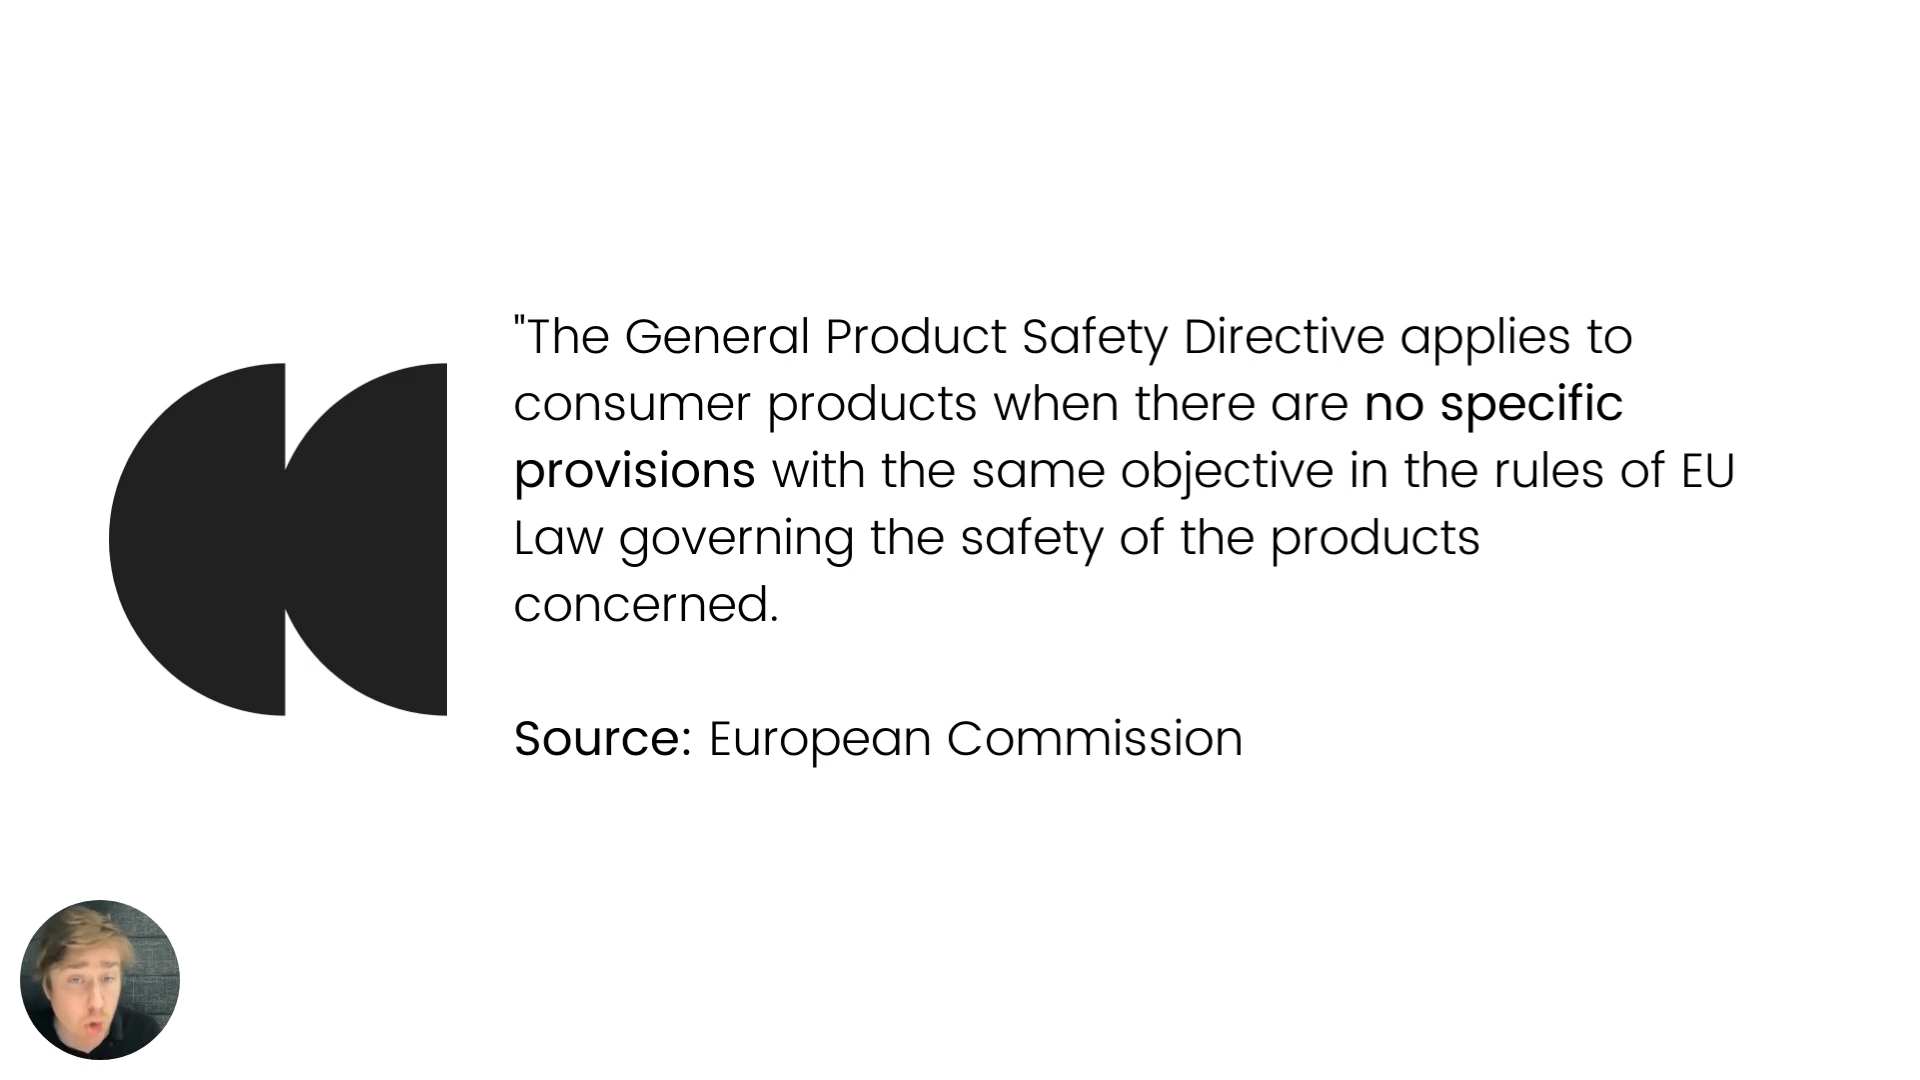 "The General Product Safety Directive applies to
consumer products when there are no specific
provisions with the same objective in the rules of EU
Law governing the safety of the products
concerned.
Source: European Commission